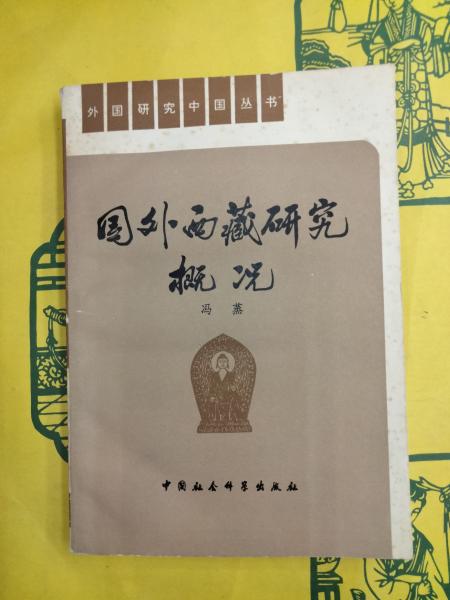 外国研究中国丛书
国外西藏研究
概况
冯蒸
中国社会科学出版社